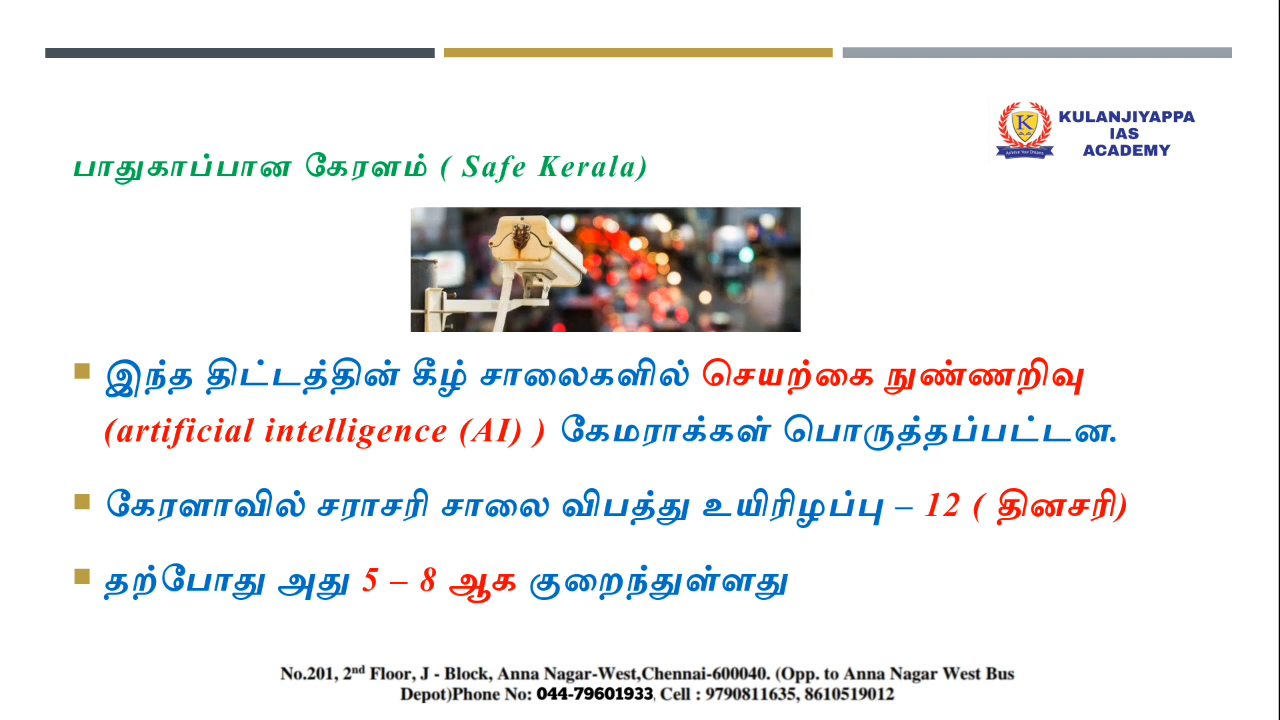 KULANJIYAPPA
IAS
ACADEMY
பாதுகாப்பான கேரளம் ( Safe Kerala)
இந்த திட்டத்தின் கீழ் சாலைகளில் செயற்கை நுண்ணறிவு
(artificial intelligence (AI) ) கேமராக்கள் பொருத்தப்பட்டன.
கேரளாவில் சராசரி சாலை விபத்து உயிரிழப்பு – 12 ( தினசரி)
தற்போது அது 5 – 8 ஆக குறைந்துள்ளது
No.201, 2nd Floor, J - Block, Anna Nagar-West,Chennai-600040. (Opp. to Anna Nagar West Bus
Depot)Phone No: 044-79601933, Cell : 9790811635, 8610519012